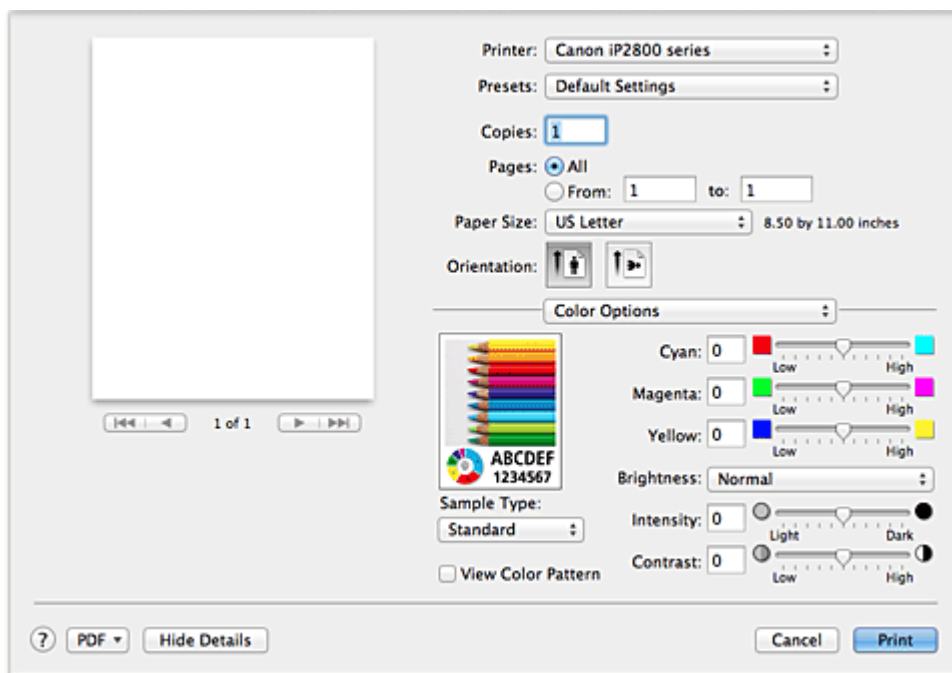 Printer: Canon iP2800 series
Presets: Default Settings
Copies: 1
Pages: All
From: 1 to: 1
Paper Size: US Letter 8.50 by 11.00 inches
Orientation:
Color Options
1 of 1
ABCDEF
1234567
Sample Type:
Standard
View Color Pattern
Cyan: 0
Low High
Magenta: 0
Low High
Yellow: 0
Low High
Brightness: Normal
Intensity: 0
Light Dark
Contrast: 0
Low High
? PDF Hide Details Cancel Print